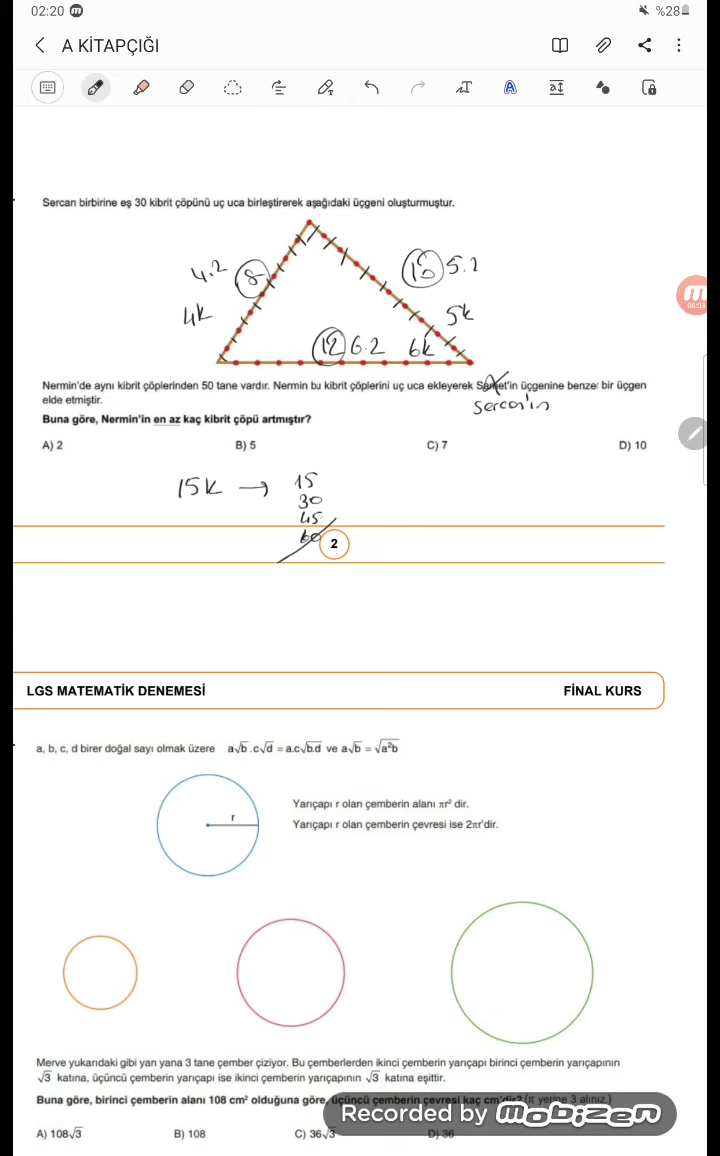 02:20 %28
A KİTAPÇIĞI
Sercan birbirine eş 30 kibrit çöpünü uç uca birleştirerek aşağıdaki üçgeni oluşturmuştur.
4.2 8 10 5.2
4k 5k
12 6.2 6k
06:03
Nermin'de aynı kibrit çöplerinden 50 tane vardır. Nermin bu kibrit çöplerini uç uca ekleyerek Samet'in üçgenine benzer bir üçgen
elde etmiştir.
sercan'in
Buna göre, Nermin'in en az kaç kibrit çöpü artmıştır?
A) 2 B) 5 C) 7 D) 10
15k → 15
30
45
60
2
LGS MATEMATİK DENEMESİ FİNAL KURS
a, b, c, d birer doğal sayı olmak üzere a√b.c√d = a.c√b.d ve a√b = √a²b
Yarıçapı r olan çemberin alanı πr² dir.
r
Yarıçapı r olan çemberin çevresi ise 2πr'dir.
Merve yukarıdaki gibi yan yana 3 tane çember çiziyor. Bu çemberlerden ikinci çemberin yarıçapı birinci çemberin yarıçapının
√3 katına, üçüncü çemberin yarıçapı ise ikinci çemberin yarıçapının √3 katına eşittir.
Buna göre, birinci çemberin alanı 108 cm² olduğuna göre, üçüncü çemberin çevresi kaç cm'dir? (π yerine 3 alınız.)
Recorded by mobizen
A) 108√3 B) 108 C) 36√3 D) 36